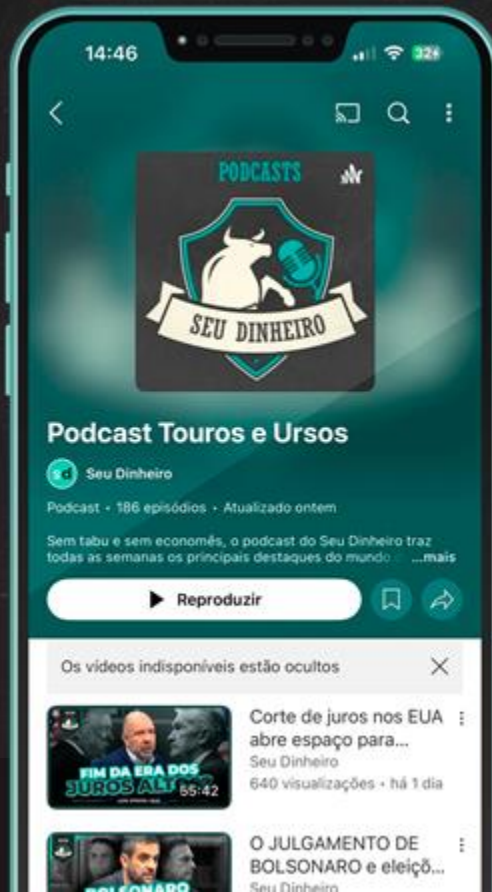 14:46
32
PODCASTS
SEU DINHEIRO
Podcast Touros e Ursos
sd
Seu Dinheiro
Podcast • 186 episódios • Atualizado ontem
Sem tabu e sem economês, o podcast do Seu Dinheiro traz
todas as semanas os principais destaques do mundo ...mais
Reproduzir
Os vídeos indisponíveis estão ocultos
FIM DA ERA DOS
JUROS
55:42
Corte de juros nos EUA
abre espaço para...
Seu Dinheiro
640 visualizações • há 1 dia
BOLSONARO
O JULGAMENTO DE
BOLSONARO e eleiçõ...
Seu Dinheiro